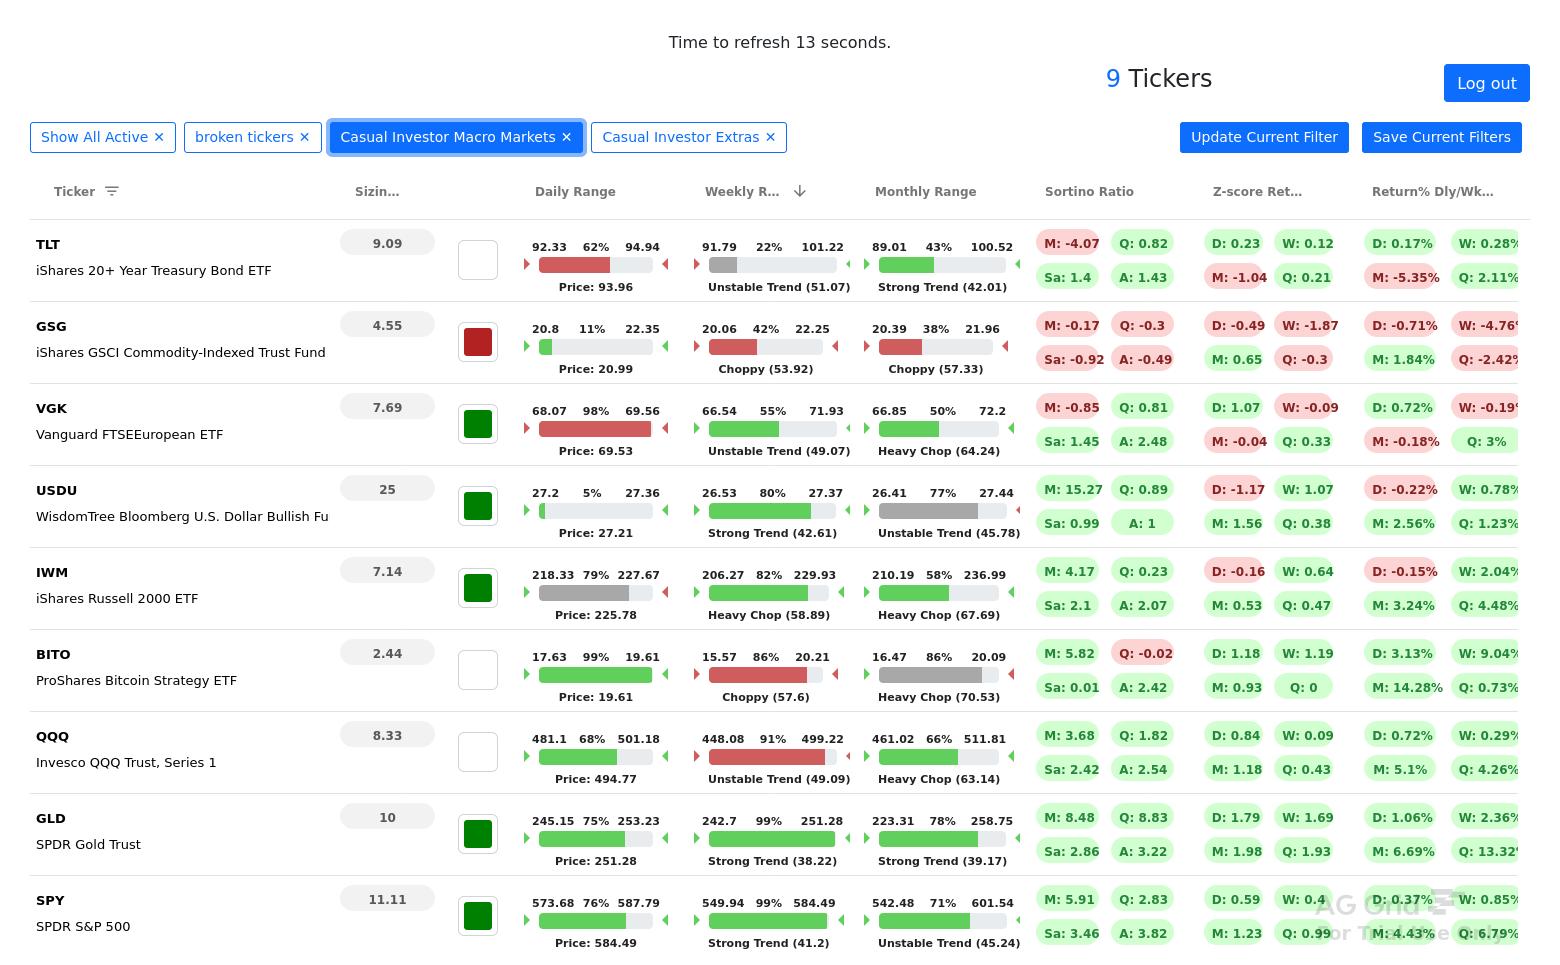 Time to refresh 13 seconds.
9 Tickers
Log out
Show All Active ✕ broken tickers ✕ Casual Investor Macro Markets ✕ Casual Investor Extras ✕ Update Current Filter Save Current Filters
Ticker Sizin... Daily Range Weekly R... Monthly Range Sortino Ratio Z-score Ret... Return% Dly/Wk...
TLT 9.09 92.33 62% 94.94 91.79 22% 101.22 89.01 43% 100.52 M: -4.07 Q: 0.82 D: 0.23 W: 0.12 D: 0.17% W: 0.28%
iShares 20+ Year Treasury Bond ETF Price: 93.96 Unstable Trend (51.07) Strong Trend (42.01) Sa: 1.4 A: 1.43 M: -1.04 Q: 0.21 M: -5.35% Q: 2.11%
GSG 4.55 20.8 11% 22.35 20.06 42% 22.25 20.39 38% 21.96 M: -0.17 Q: -0.3 D: -0.49 W: -1.87 D: -0.71% W: -4.76%
iShares GSCI Commodity-Indexed Trust Fund Price: 20.99 Choppy (53.92) Choppy (57.33) Sa: -0.92 A: -0.49 M: 0.65 Q: -0.3 M: 1.84% Q: -2.42%
VGK 7.69 68.07 98% 69.56 66.54 55% 71.93 66.85 50% 72.2 M: -0.85 Q: 0.81 D: 1.07 W: -0.09 D: 0.72% W: -0.19%
Vanguard FTSEEuropean ETF Price: 69.53 Unstable Trend (49.07) Heavy Chop (64.24) Sa: 1.45 A: 2.48 M: -0.04 Q: 0.33 M: -0.18% Q: 3%
USDU 25 27.2 5% 27.36 26.53 80% 27.37 26.41 77% 27.44 M: 15.27 Q: 0.89 D: -1.17 W: 1.07 D: -0.22% W: 0.78%
WisdomTree Bloomberg U.S. Dollar Bullish Fu Price: 27.21 Strong Trend (42.61) Unstable Trend (45.78) Sa: 0.99 A: 1 M: 1.56 Q: 0.38 M: 2.56% Q: 1.23%
IWM 7.14 218.33 79% 227.67 206.27 82% 229.93 210.19 58% 236.99 M: 4.17 Q: 0.23 D: -0.16 W: 0.64 D: -0.15% W: 2.04%
iShares Russell 2000 ETF Price: 225.78 Heavy Chop (58.89) Heavy Chop (67.69) Sa: 2.1 A: 2.07 M: 0.53 Q: 0.47 M: 3.24% Q: 4.48%
BITO 2.44 17.63 99% 19.61 15.57 86% 20.21 16.47 86% 20.09 M: 5.82 Q: -0.02 D: 1.18 W: 1.19 D: 3.13% W: 9.04%
ProShares Bitcoin Strategy ETF Price: 19.61 Choppy (57.6) Heavy Chop (70.53) Sa: 0.01 A: 2.42 M: 0.93 Q: 0 M: 14.28% Q: 0.73%
QQQ 8.33 481.1 68% 501.18 448.08 91% 499.22 461.02 66% 511.81 M: 3.68 Q: 1.82 D: 0.84 W: 0.09 D: 0.72% W: 0.29%
Invesco QQQ Trust, Series 1 Price: 494.77 Unstable Trend (49.09) Heavy Chop (63.14) Sa: 2.42 A: 2.54 M: 1.18 Q: 0.43 M: 5.1% Q: 4.26%
GLD 10 245.15 75% 253.23 242.7 99% 251.28 223.31 78% 258.75 M: 8.48 Q: 8.83 D: 1.79 W: 1.69 D: 1.06% W: 2.36%
SPDR Gold Trust Price: 251.28 Strong Trend (38.22) Strong Trend (39.17) Sa: 2.86 A: 3.22 M: 1.98 Q: 1.93 M: 6.69% Q: 13.32%
SPY 11.11 573.68 76% 587.79 549.94 99% 584.49 542.48 71% 601.54 M: 5.91 Q: 2.83 D: 0.59 W: 0.4 D: 0.37% W: 0.85%
SPDR S&P 500 Price: 584.49 Strong Trend (41.2) Unstable Trend (45.24) Sa: 3.46 A: 3.82 M: 1.23 Q: 0.99 M: 4.43% Q: 6.79%
AG Grid
For Trial Use Only